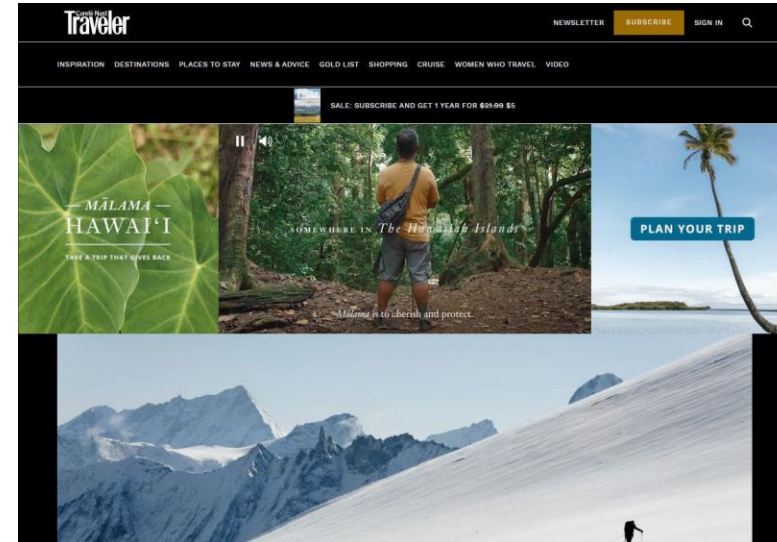 Condé Nast
Traveler
NEWSLETTER SUBSCRIBE SIGN IN
INSPIRATION DESTINATIONS PLACES TO STAY NEWS & ADVICE GOLD LIST SHOPPING CRUISE WOMEN WHO TRAVEL VIDEO
SALE: SUBSCRIBE AND GET 1 YEAR FOR $21.99 $5
MĀLAMA
HAWAIʻI
TAKE A TRIP THAT GIVES BACK
SOMEWHERE IN The Hawaiian Islands
Mālama is to cherish and protect.
PLAN YOUR TRIP